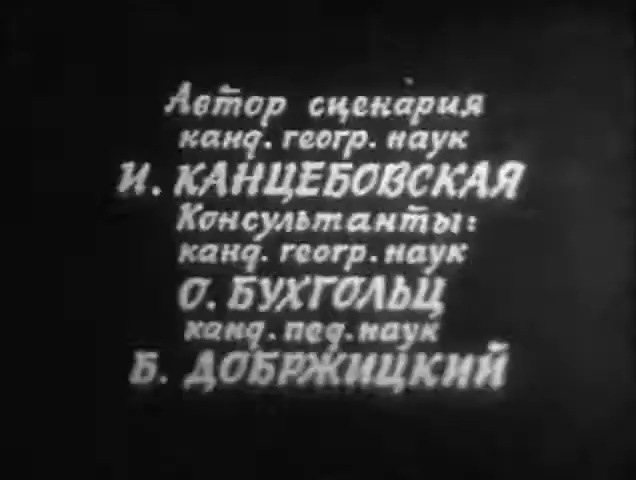 Автор сценария
канд. геогр. наук
И. КАНЦЕБОВСКАЯ
Консультанты:
канд. геогр. наук
О. БУХГОЛЬЦ
канд. пед. наук
Б. ДОБРЖИЦКИЙ